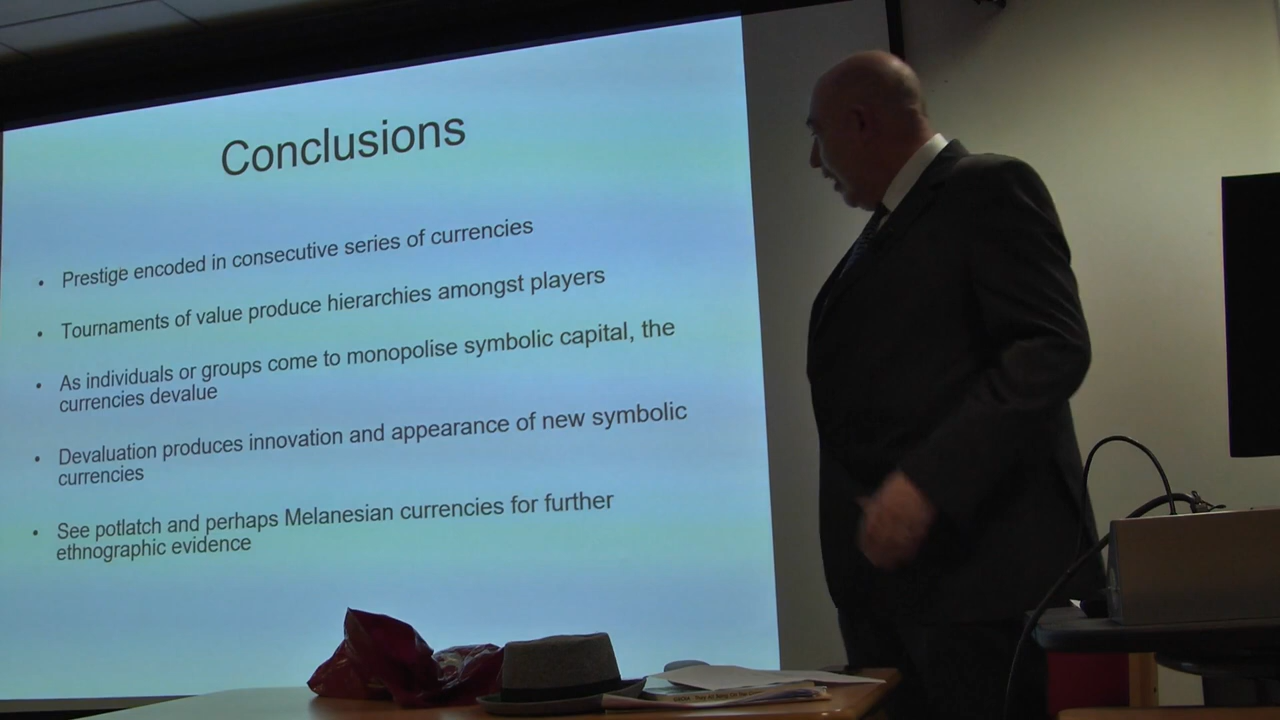 Conclusions
• Prestige encoded in consecutive series of currencies
• Tournaments of value produce hierarchies amongst players
• As individuals or groups come to monopolise symbolic capital, the
currencies devalue
• Devaluation produces innovation and appearance of new symbolic
currencies
• See potlatch and perhaps Melanesian currencies for further
ethnographic evidence